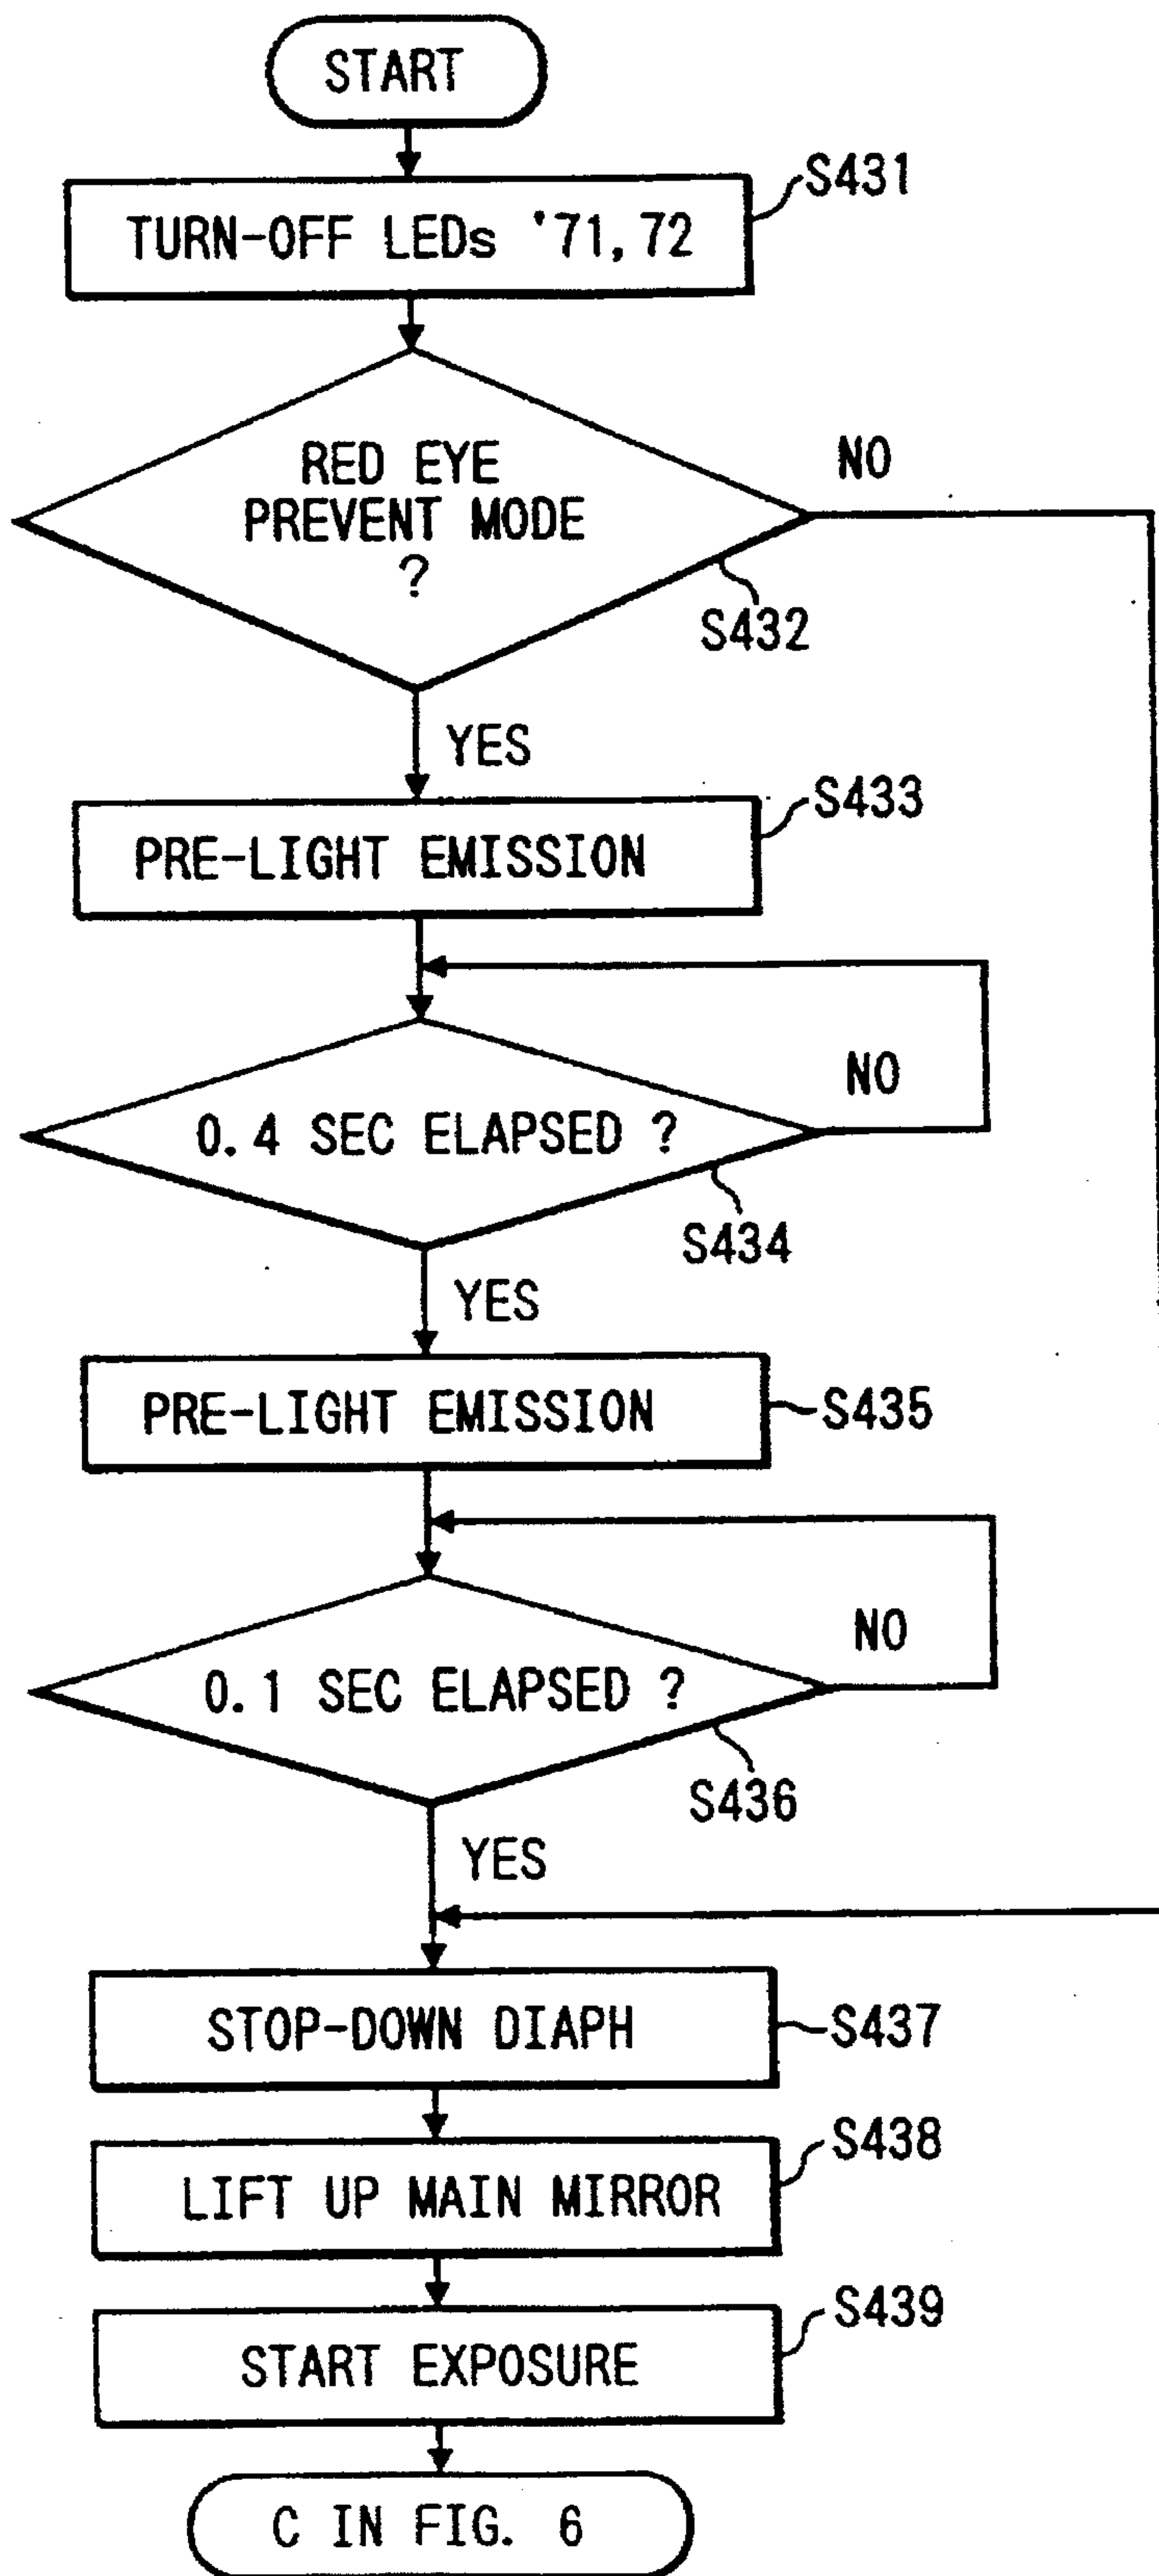 START
S431
TURN-OFF LEDs '71, 72
RED EYE
PREVENT MODE
?
NO
S432
YES
S433
PRE-LIGHT EMISSION
NO
0.4 SEC ELAPSED ?
S434
YES
PRE-LIGHT EMISSION
S435
NO
0.1 SEC ELAPSED ?
S436
YES
STOP-DOWN DIAPH
S437
S438
LIFT UP MAIN MIRROR
S439
START EXPOSURE
C IN FIG. 6